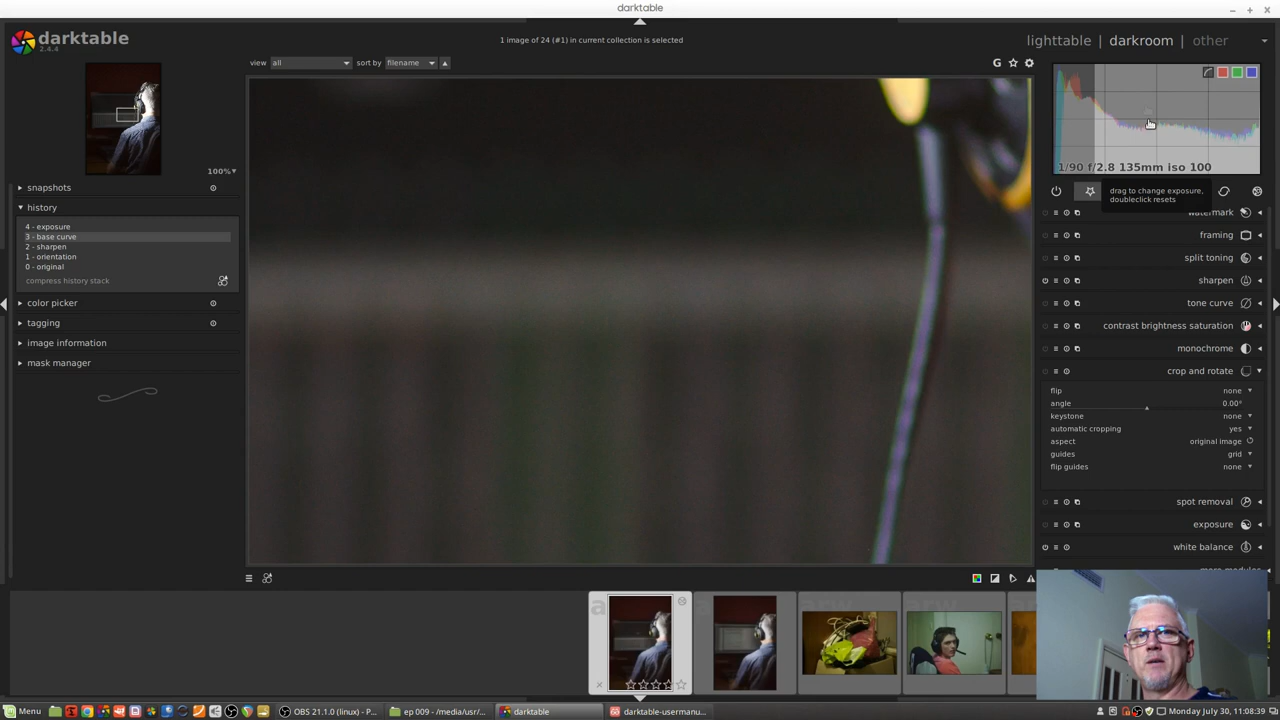 darktable
darktable
2.4.4
1 image of 24 (#1) in current collection is selected
lighttable | darkroom | other
view all sort by filename
G
1/90 f/2.8 135mm iso 100
100%
drag to change exposure,
doubleclick resets
snapshots
history
4 - exposure
3 - base curve
2 - sharpen
1 - orientation
0 - original
compress history stack
color picker
tagging
image information
mask manager
watermark
framing
split toning
sharpen
tone curve
contrast brightness saturation
monochrome
crop and rotate
flip none
angle 0.00°
keystone none
automatic cropping yes
aspect original image
guides grid
flip guides none
spot removal
exposure
white balance
more modules
Menu
OBS 21.1.0 (linux) - P...
ep 009 - /media/usr/...
darktable
darktable-usermanu...
Monday July 30, 11:08:39